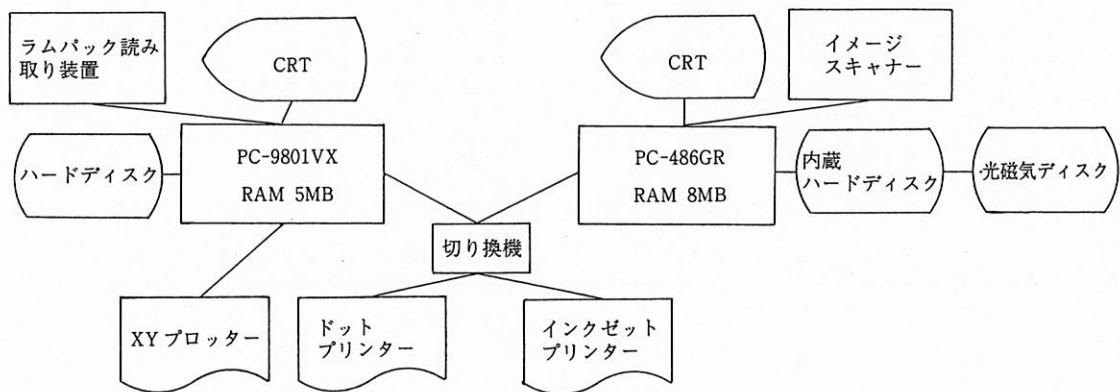 ラムパック読み
取り装置
CRT
CRT
イメージ
スキャナー
ハードディスク
PC-9801VX
RAM 5MB
PC-486GR
RAM 8MB
内蔵
ハードディスク
光磁気ディスク
切り換機
XYプロッター
ドット
プリンター
インクゼット
プリンター